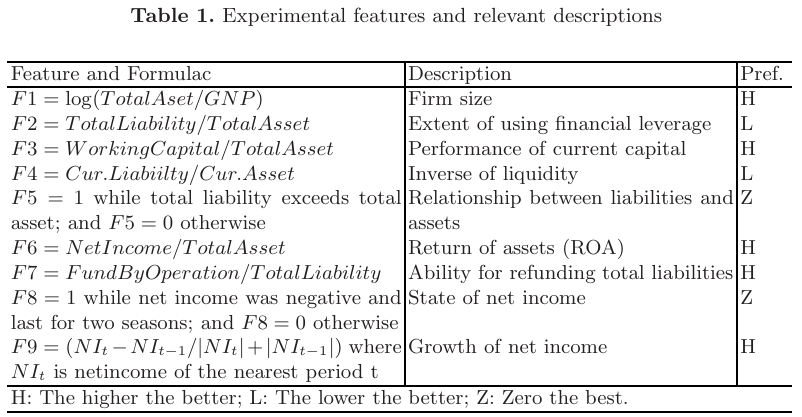 Table 1. Experimental features and relevant descriptions
Feature and Formulac Description Pref.
F1 = log(TotalAset/GNP) Firm size H
F2 = TotalLiability/TotalAsset Extent of using financial leverage L
F3 = WorkingCapital/TotalAsset Performance of current capital H
F4 = Cur.Liabiilty/Cur.Asset Inverse of liquidity L
F5 = 1 while total liability exceeds total Relationship between liabilities and Z
asset; and F5 = 0 otherwise assets
F6 = NetIncome/TotalAsset Return of assets (ROA) H
F7 = FundByOperation/TotalLiability Ability for refunding total liabilities H
F8 = 1 while net income was negative and State of net income Z
last for two seasons; and F8 = 0 otherwise
F9 = (NI_t − NI_{t−1}/|NI_t| + |NI_{t−1}|) where Growth of net income H
NI_t is netincome of the nearest period t
H: The higher the better; L: The lower the better; Z: Zero the best.